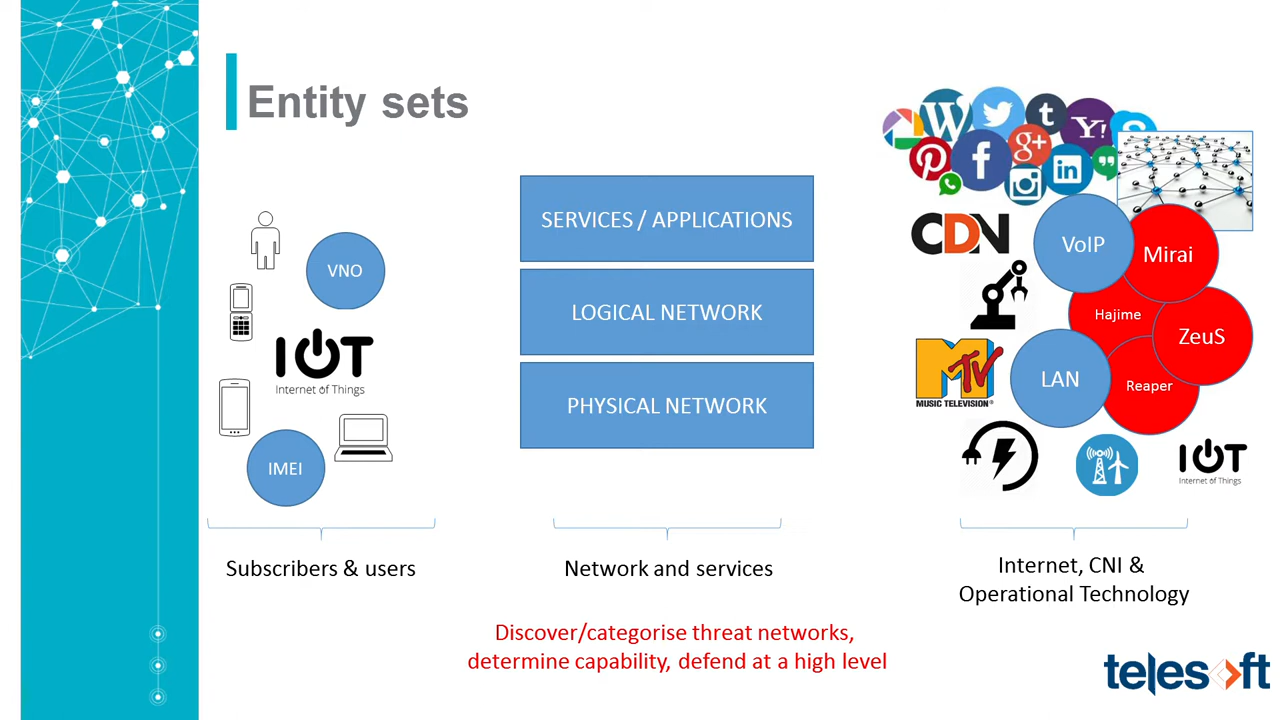 Entity sets
VNO
IOT
Internet of Things
IMEI
SERVICES / APPLICATIONS
LOGICAL NETWORK
PHYSICAL NETWORK
W
t
Y!
S
P
f
g+
in
CDN
VoIP
Mirai
Hajime
ZeuS
MTV
MUSIC TELEVISION®
LAN
Reaper
IOT
Internet of Things
Subscribers & users
Network and services
Internet, CNI &
Operational Technology
Discover/categorise threat networks,
determine capability, defend at a high level
telesoft